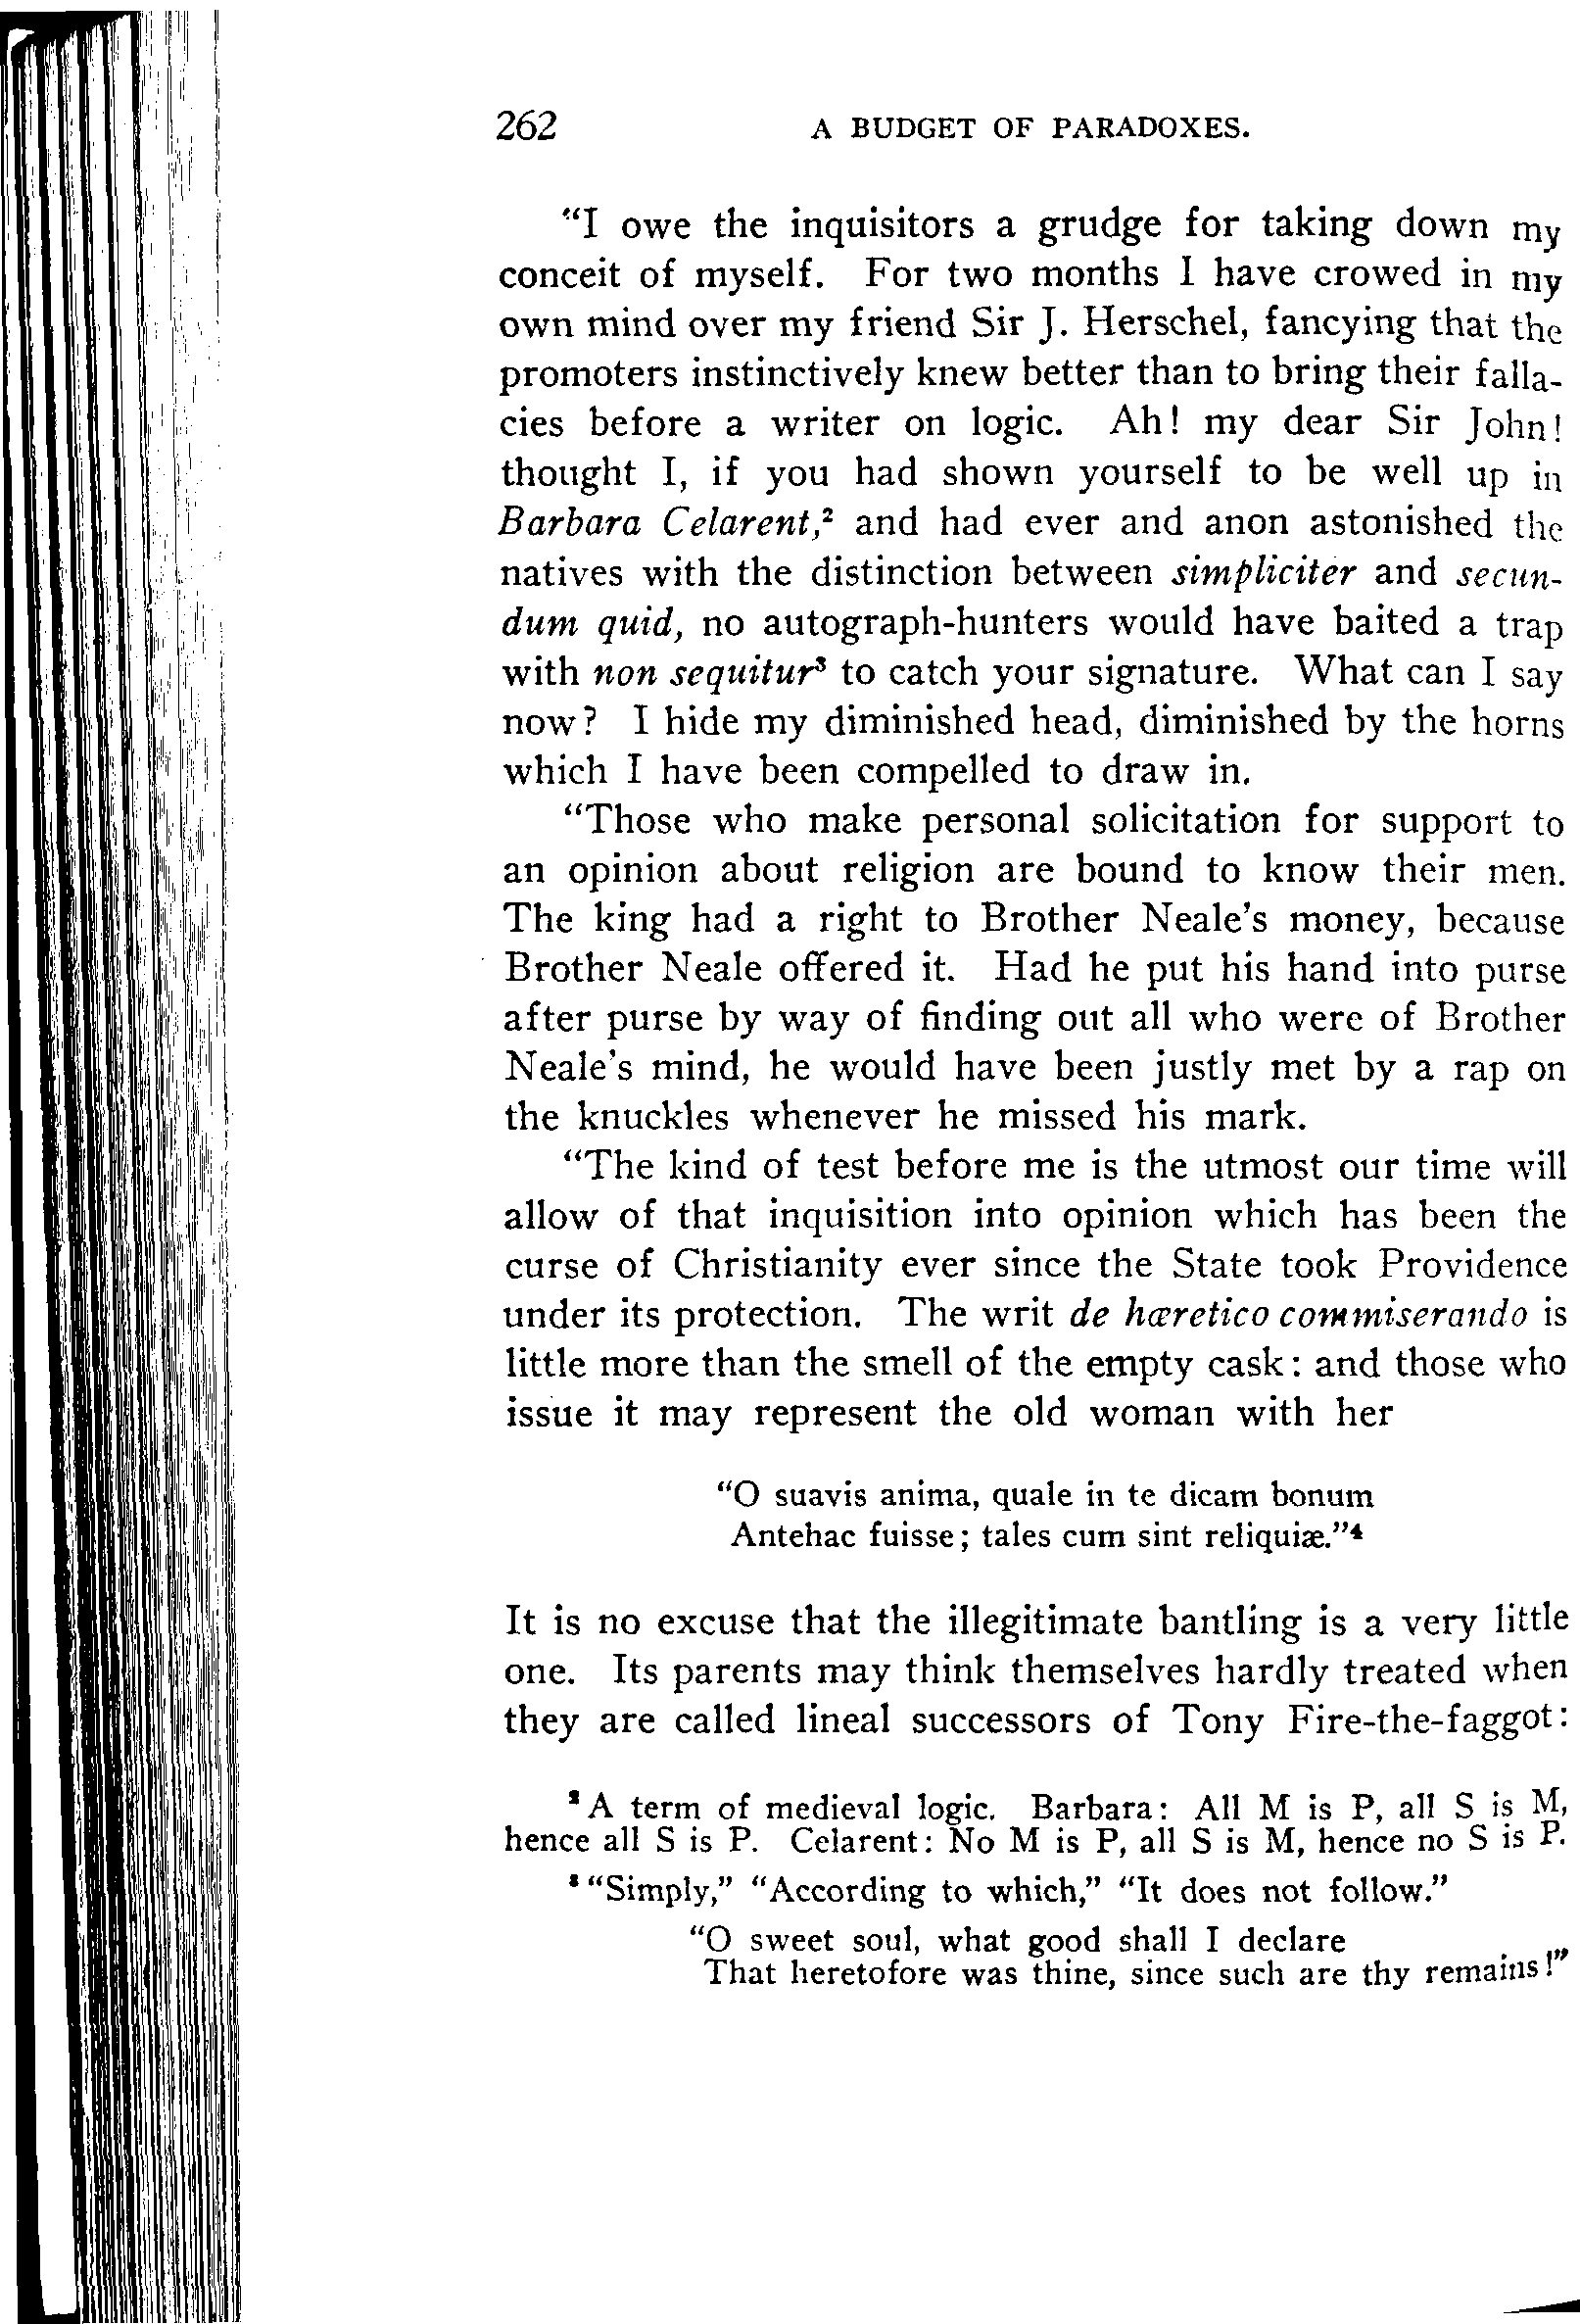 262 A BUDGET OF PARADOXES.
"I owe the inquisitors a grudge for taking down my
conceit of myself. For two months I have crowed in my
own mind over my friend Sir J. Herschel, fancying that the
promoters instinctively knew better than to bring their falla-
cies before a writer on logic. Ah! my dear Sir John!
thought I, if you had shown yourself to be well up in
Barbara Celarent,² and had ever and anon astonished the
natives with the distinction between simpliciter and secun-
dum quid, no autograph-hunters would have baited a trap
with non sequitur³ to catch your signature. What can I say
now? I hide my diminished head, diminished by the horns
which I have been compelled to draw in.
"Those who make personal solicitation for support to
an opinion about religion are bound to know their men.
The king had a right to Brother Neale's money, because
Brother Neale offered it. Had he put his hand into purse
after purse by way of finding out all who were of Brother
Neale's mind, he would have been justly met by a rap on
the knuckles whenever he missed his mark.
"The kind of test before me is the utmost our time will
allow of that inquisition into opinion which has been the
curse of Christianity ever since the State took Providence
under its protection. The writ de hæretico commiserando is
little more than the smell of the empty cask: and those who
issue it may represent the old woman with her
"O suavis anima, quale in te dicam bonum
Antehac fuisse; tales cum sint reliquiæ."⁴
It is no excuse that the illegitimate bantling is a very little
one. Its parents may think themselves hardly treated when
they are called lineal successors of Tony Fire-the-faggot:
² A term of medieval logic. Barbara: All M is P, all S is M,
hence all S is P. Celarent: No M is P, all S is M, hence no S is P.
³ "Simply," "According to which," "It does not follow."
"O sweet soul, what good shall I declare
That heretofore was thine, since such are thy remains!"